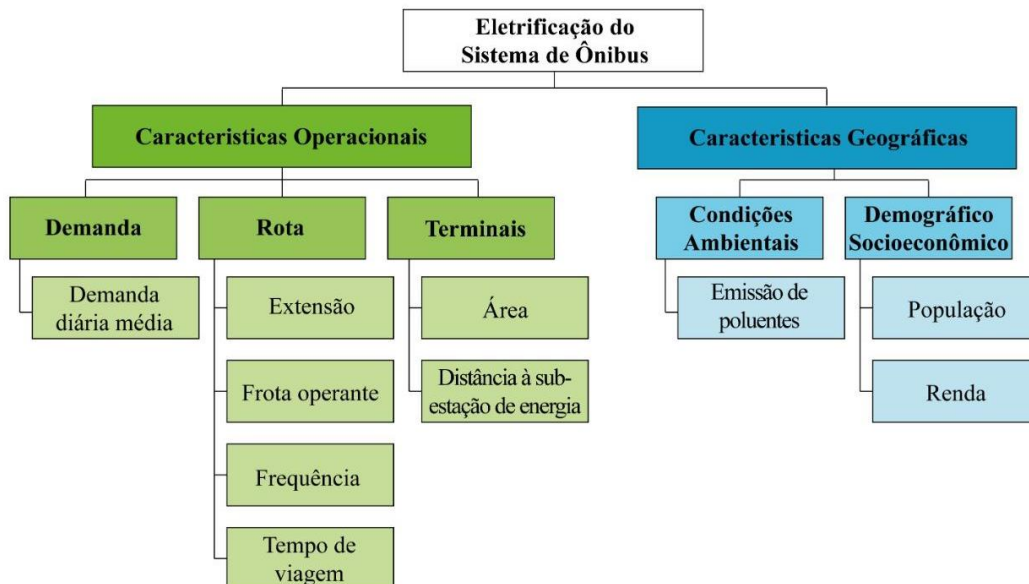 Eletrificação do
Sistema de Ônibus
Caracteristicas Operacionais
Caracteristicas Geográficas
Demanda
Rota
Terminais
Condições
Ambientais
Demográfico
Socioeconômico
Demanda
diária média
Extensão
Área
Emissão de
poluentes
População
Frota operante
Distância à sub-
estação de energia
Renda
Frequência
Tempo de
viagem